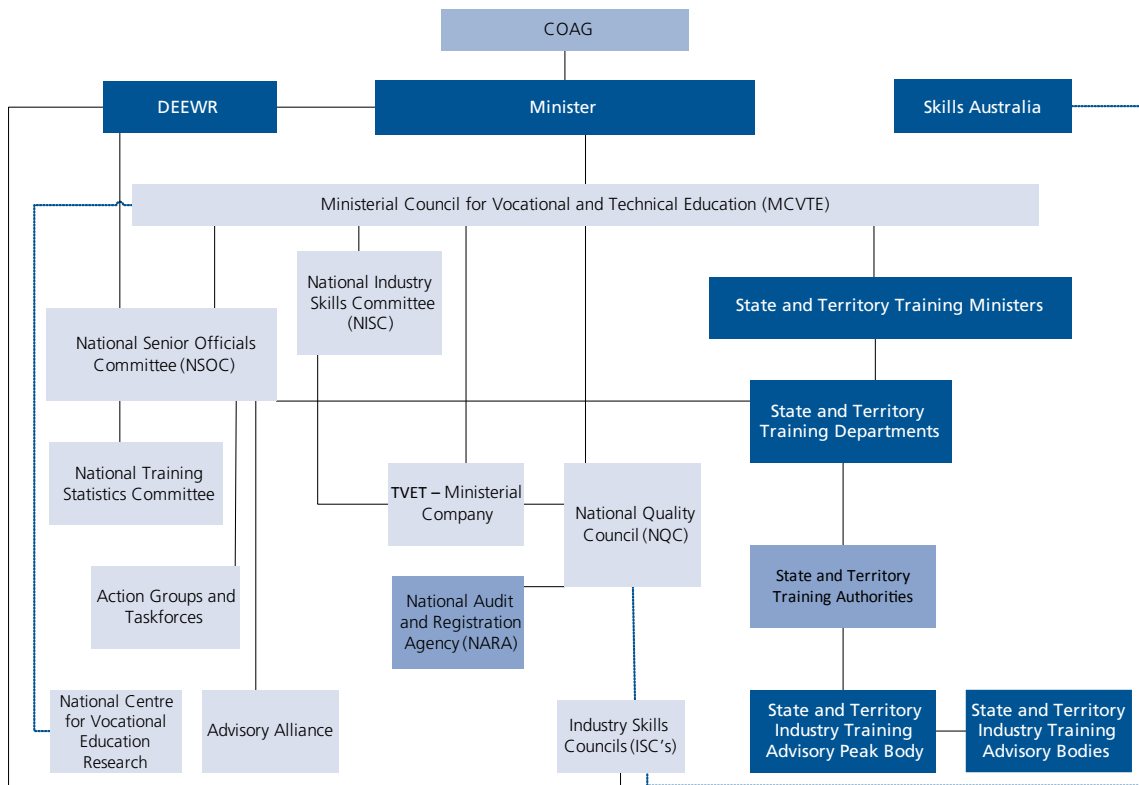 COAG
DEEWR
Minister
Skills Australia
Ministerial Council for Vocational and Technical Education (MCVTE)
National Industry
Skills Committee
(NISC)
State and Territory Training Ministers
National Senior Officials
Committee (NSOC)
State and Territory
Training Departments
National Training
Statistics Committee
TVET – Ministerial
Company
National Quality
Council (NQC)
State and Territory
Training Authorities
Action Groups and
Taskforces
National Audit
and Registration
Agency (NARA)
National Centre
for Vocational
Education
Research
Advisory Alliance
Industry Skills
Councils (ISC's)
State and Territory
Industry Training
Advisory Peak Body
State and Territory
Industry Training
Advisory Bodies